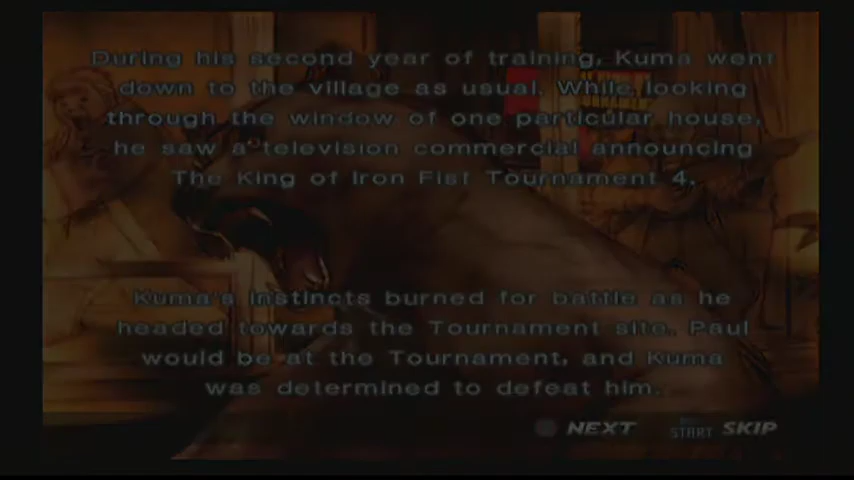 During his second year of training, Kuma went
down to the village as usual. While looking
through the window of one particular house,
he saw a television commercial announcing
The King of Iron Fist Tournament 4.
Kuma's instincts burned for battle as he
headed towards the Tournament site. Paul
would be at the Tournament, and Kuma
was determined to defeat him.
NEXT START SKIP